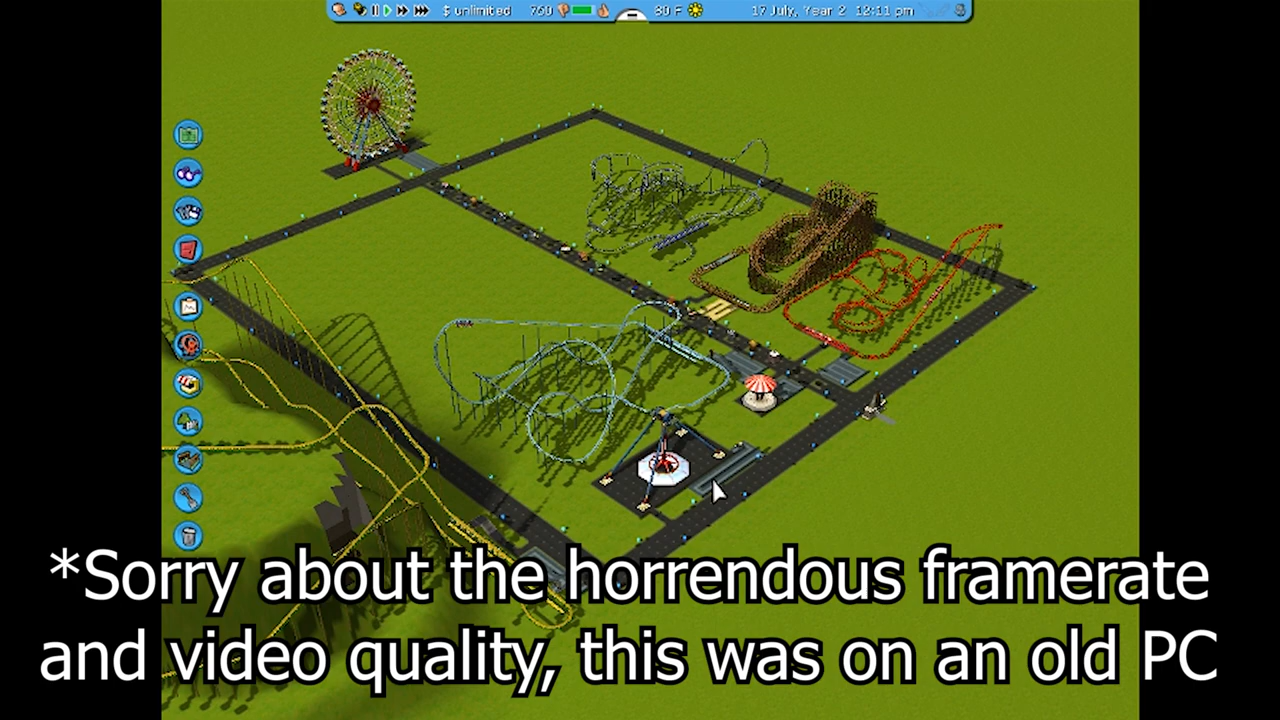 $ unlimited 760 80 F 17 July, Year 2 12:11 pm
*Sorry about the horrendous framerate
and video quality, this was on an old PC